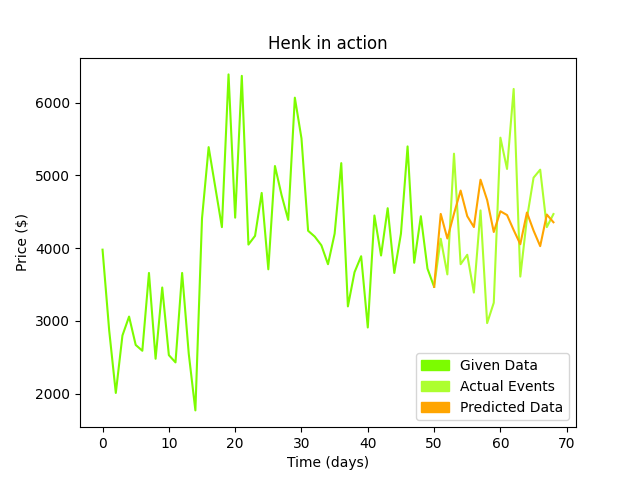 Henk in action
Price ($)
6000
5000
4000
3000
2000
0 10 20 30 40 50 60 70
Time (days)
Given Data
Actual Events
Predicted Data